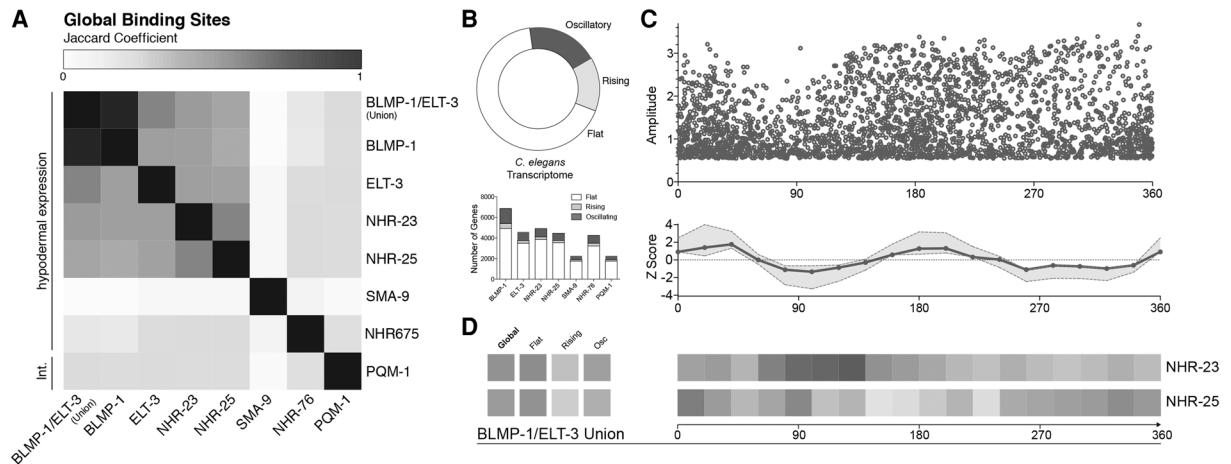 A
Global Binding Sites
Jaccard Coefficient
0
1
hypodermal expression
Int.
BLMP-1/ELT-3
(Union)
BLMP-1
ELT-3
NHR-23
NHR-25
SMA-9
NHR675
PQM-1
BLMP-1/ELT-3
(Union)
BLMP-1
ELT-3
NHR-23
NHR-25
SMA-9
NHR-76
PQM-1
B
Oscillatory
Rising
Flat
C. elegans
Transcriptome
Number of Genes
8000
6000
4000
2000
0
Flat
Rising
Oscillating
BLMP-1
ELT-3
NHR-23
NHR-25
SMA-9
NHR-76
PQM-1
C
Amplitude
3
2
1
0
0
90
180
270
360
Z Score
4
2
0
-2
-4
0
90
180
270
360
D
Global
Flat
Rising
Osc
NHR-23
NHR-25
BLMP-1/ELT-3 Union
0
90
180
270
360